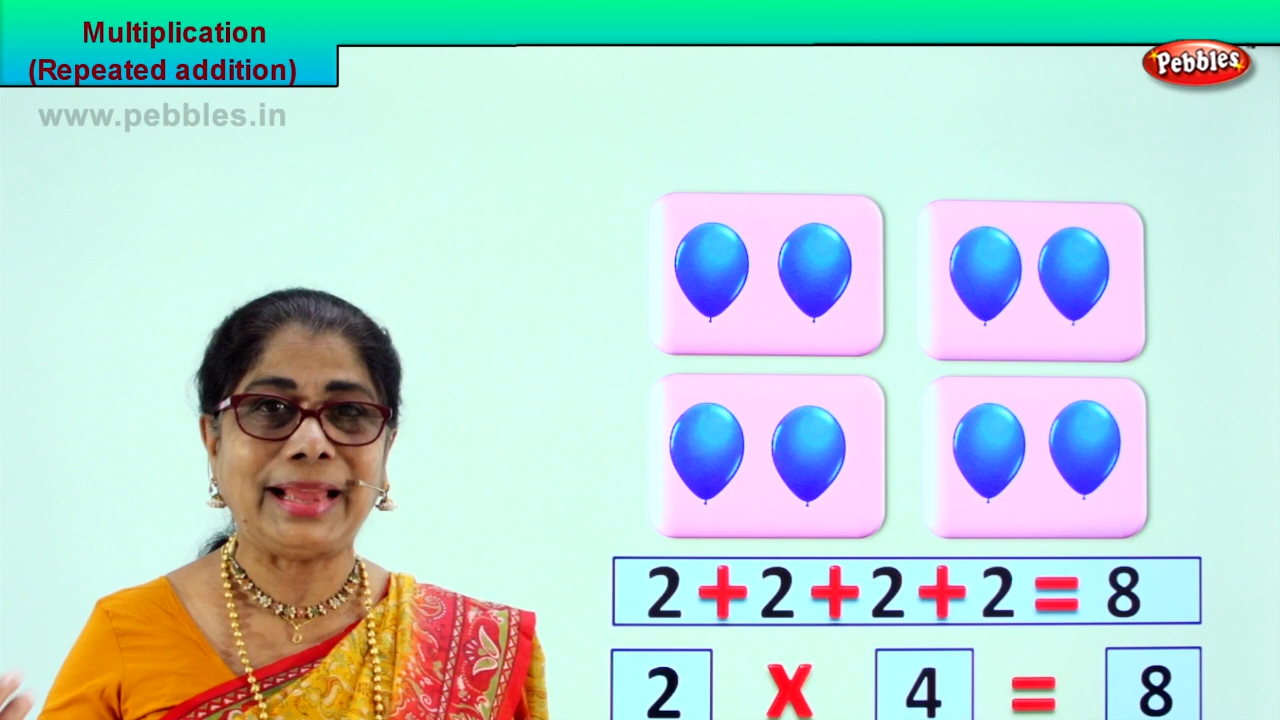 Multiplication
(Repeated addition)
Pebbles
www.pebbles.in
2+2+2+2=8
2 x 4 = 8